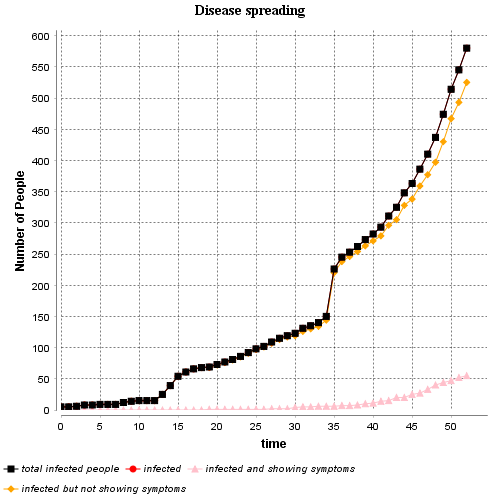 Disease spreading
Number of People
600
550
500
450
400
350
300
250
200
150
100
50
0
0 5 10 15 20 25 30 35 40 45 50
time
total infected people infected infected and showing symptoms
infected but not showing symptoms